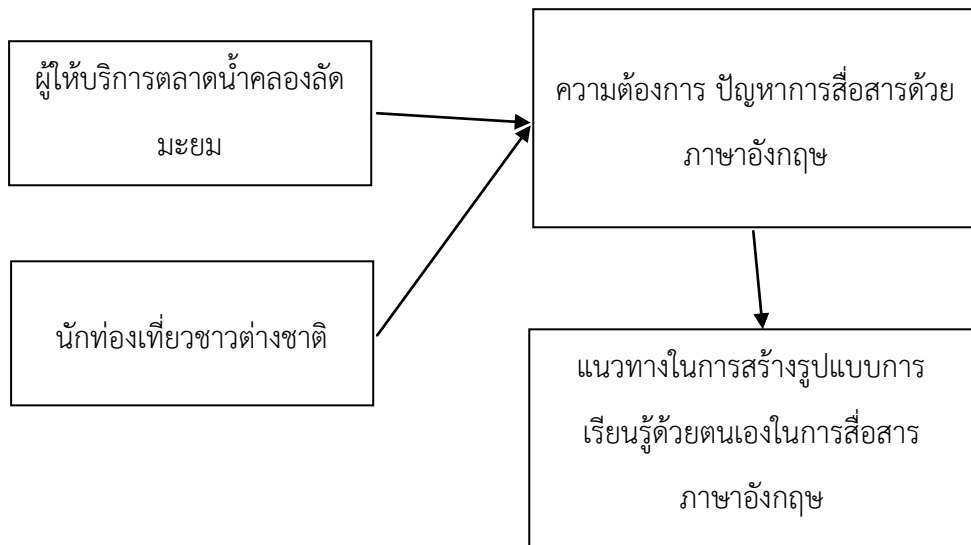 ผู้ให้บริการตลาดน้ำคลองลัด
มะยม
ความต้องการ ปัญหาการสื่อสารด้วย
ภาษาอังกฤษ
นักท่องเที่ยวชาวต่างชาติ
แนวทางในการสร้างรูปแบบการ
เรียนรู้ด้วยตนเองในการสื่อสาร
ภาษาอังกฤษ